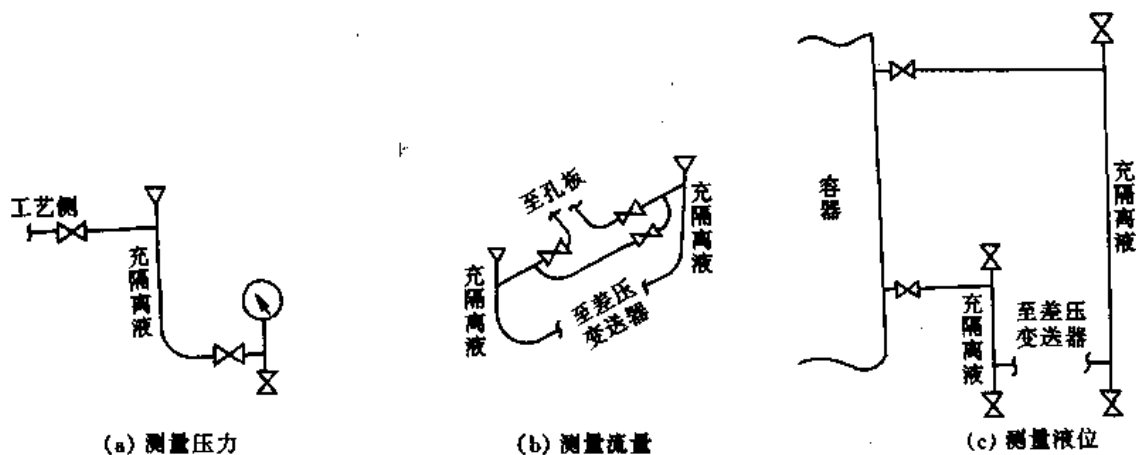 工艺侧
充隔离液
(a) 测量压力
至孔板
充隔离液
充隔离液
至差压
变送器
(b) 测量流量
容器
充隔离液
充隔离液
至差压
变送器
(c) 测量液位